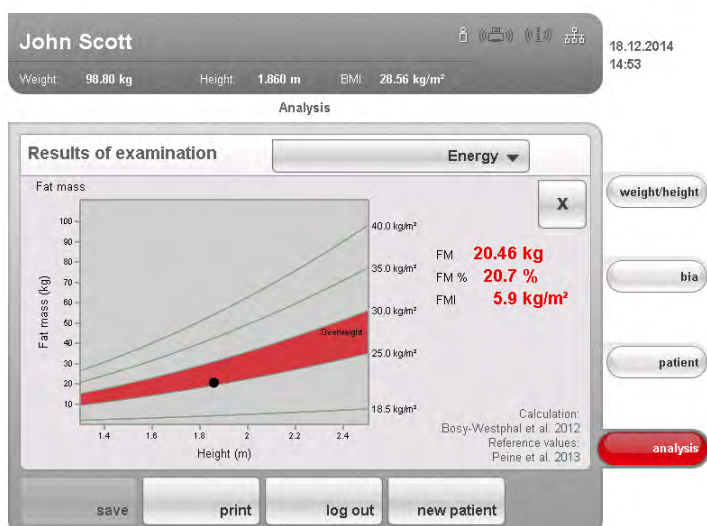 John Scott
Weight: 98.80 kg Height: 1.860 m BMI: 28.56 kg/m²
18.12.2014
14:53
Analysis
Results of examination
Energy
Fat mass
X
weight/height
bia
patient
analysis
100
90
80
70
60
50
40
30
20
10
Fat mass (kg)
1.4 1.6 1.8 2 2.2 2.4
Height (m)
40.0 kg/m²
35.0 kg/m²
30.0 kg/m²
Overweight
25.0 kg/m²
18.5 kg/m²
FM 20.46 kg
FM % 20.7 %
FMI 5.9 kg/m²
Calculation:
Bosy-Westphal et al. 2012
Reference values:
Peine et al. 2013
save print log out new patient